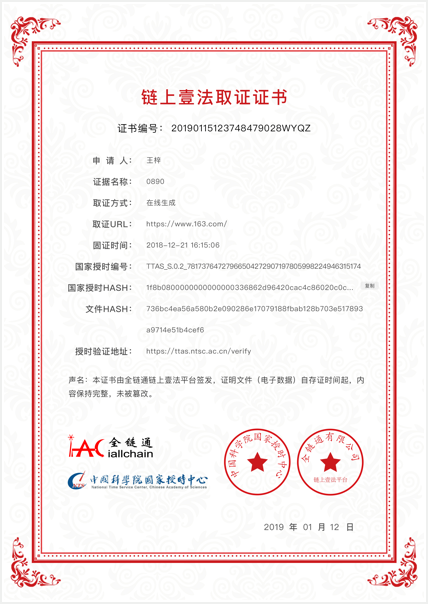 链上壹法取证证书
证书编号： 20190115123748479028WYQZ
申 请 人： 王梓
证据名称： 0890
取证方式： 在线生成
取证URL： https://www.163.com/
固证时间： 2018-12-21 16:15:06
国家授时编号： TTAS_S.0.2_78173764727966504272907197805998224946315174
国家授时HASH： 1f8b08000000000000000336862d96420cac4c86020c0c... 复制
文件HASH： 736bc4ea56a580b2e090286e17079188fbab128b703e517893
a9714e51b4cef6
授时验证地址： https://ttas.ntsc.ac.cn/verify
声明：本证书由全链通链上壹法平台签发，证明文件（电子数据）自存证时间起，内
容保持完整，未被篡改。
全链通
iallchain
中国科学院国家授时中心
National Time Service Center, Chinese Academy of Sciences
中国科学院国家授时中心
全链通有限公司
链上壹法平台
2019 年 01 月 12 日